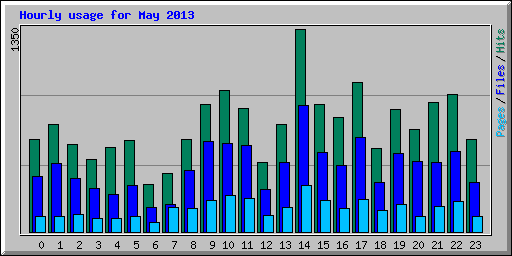 Hourly usage for May 2013
1350
Pages / Files / Hits
0 1 2 3 4 5 6 7 8 9 10 11 12 13 14 15 16 17 18 19 20 21 22 23